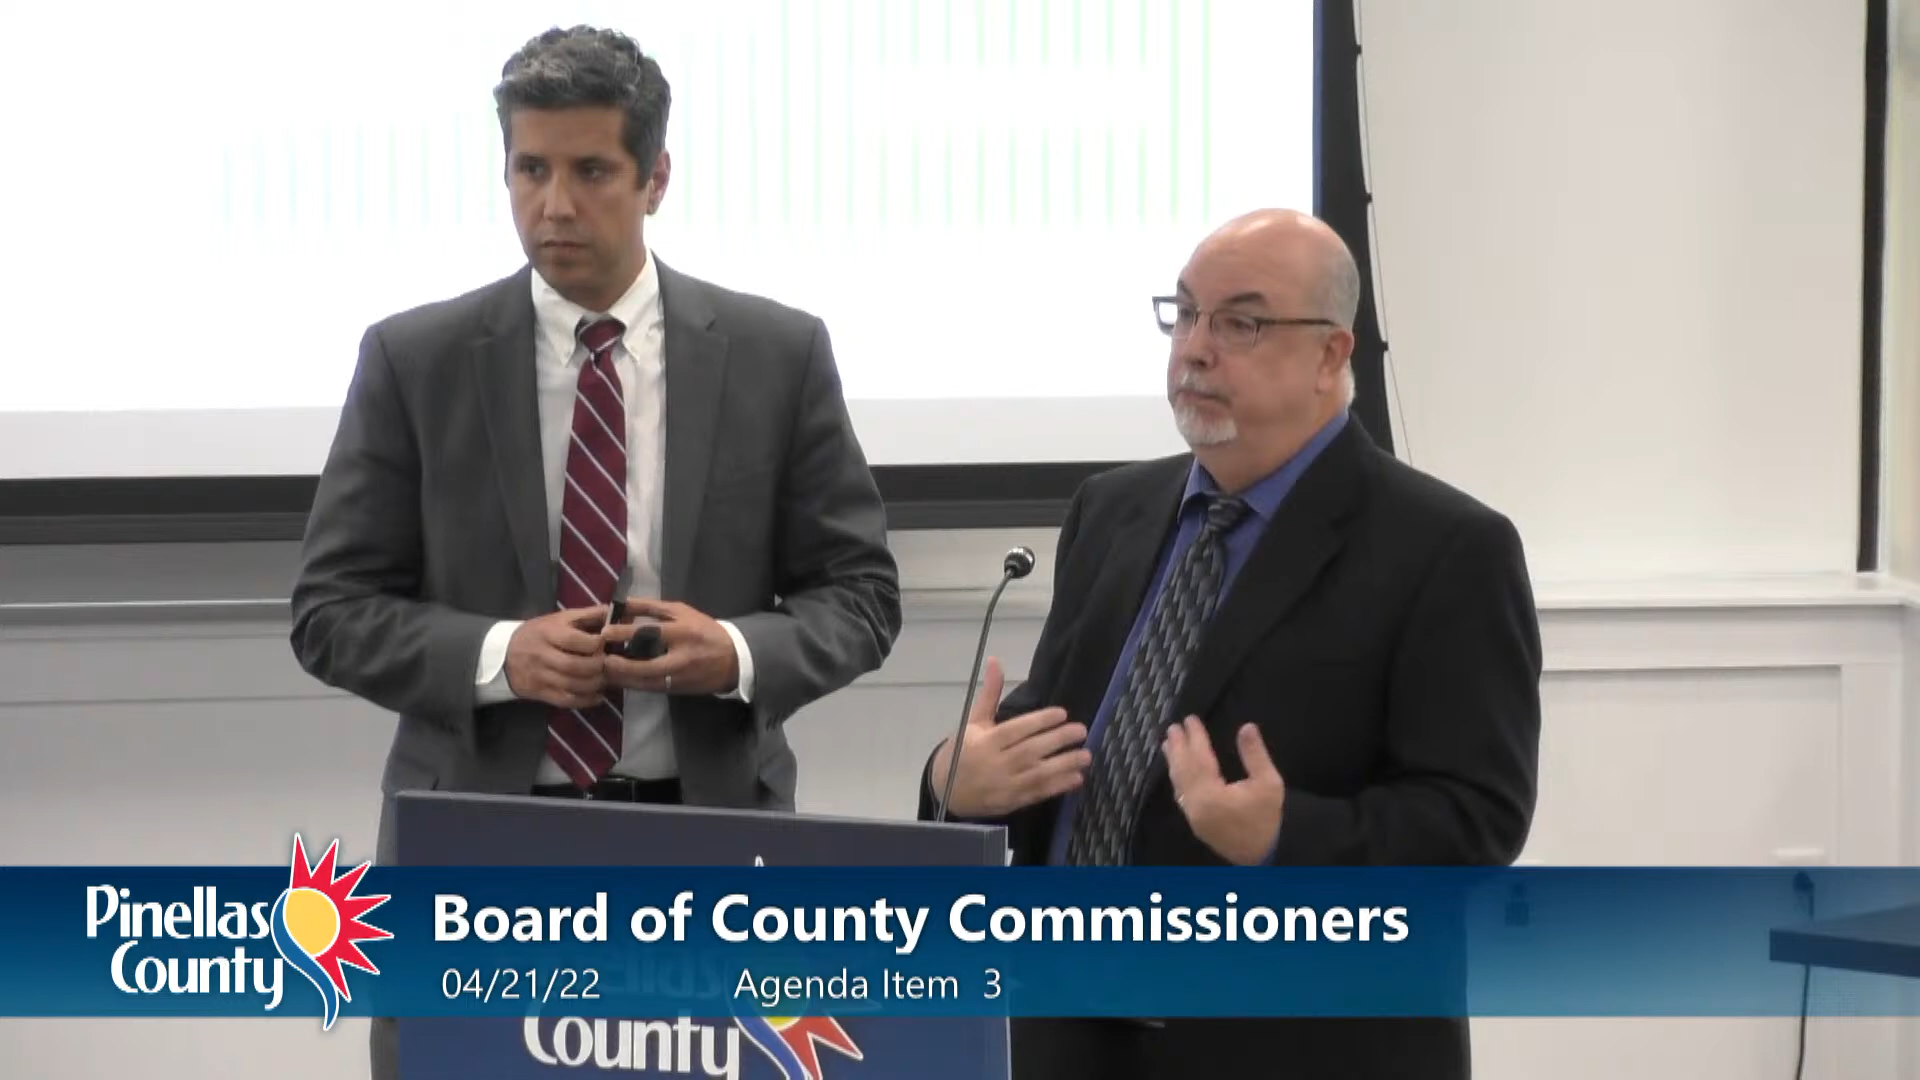 Pinellas
County
Board of County Commissioners
04/21/22 Agenda Item 3
County